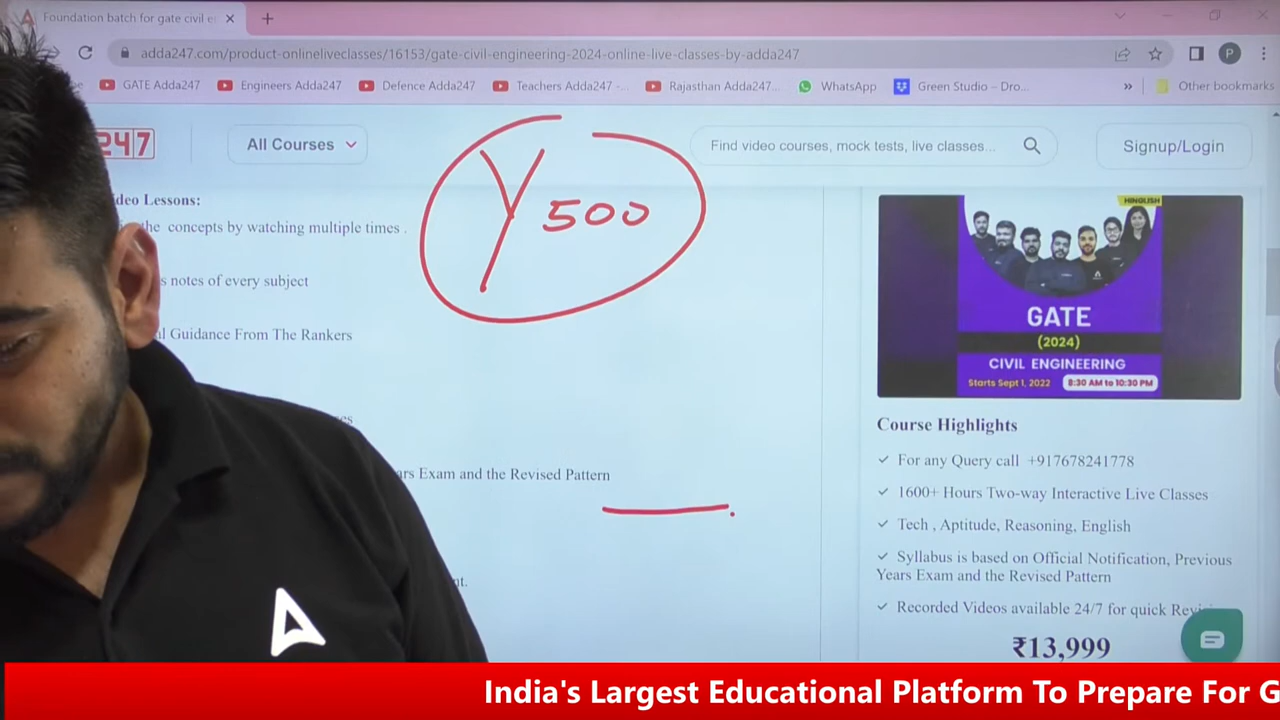 Foundation batch for gate civil e
adda247.com/product-onlineliveclasses/16153/gate-civil-engineering-2024-online-live-classes-by-adda247
P
GATE Adda247
Engineers Adda247
Defence Adda247
Teachers Adda247 -...
Rajasthan Adda247...
WhatsApp
Green Studio – Dro...
»
Other bookmarks
247
All Courses
Find video courses, mock tests, live classes...
Signup/Login
Y500
deo Lessons:
the concepts by watching multiple times .
s notes of every subject
al Guidance From The Rankers
es
ars Exam and the Revised Pattern
nt.
HINGLISH
GATE
(2024)
CIVIL ENGINEERING
Starts Sept 1, 2022 8:30 AM to 10:30 PM
Course Highlights
For any Query call +917678241778
1600+ Hours Two-way Interactive Live Classes
Tech , Aptitude, Reasoning, English
Syllabus is based on Official Notification, Previous
Years Exam and the Revised Pattern
Recorded Videos available 24/7 for quick Revi
₹13,999
India's Largest Educational Platform To Prepare For G